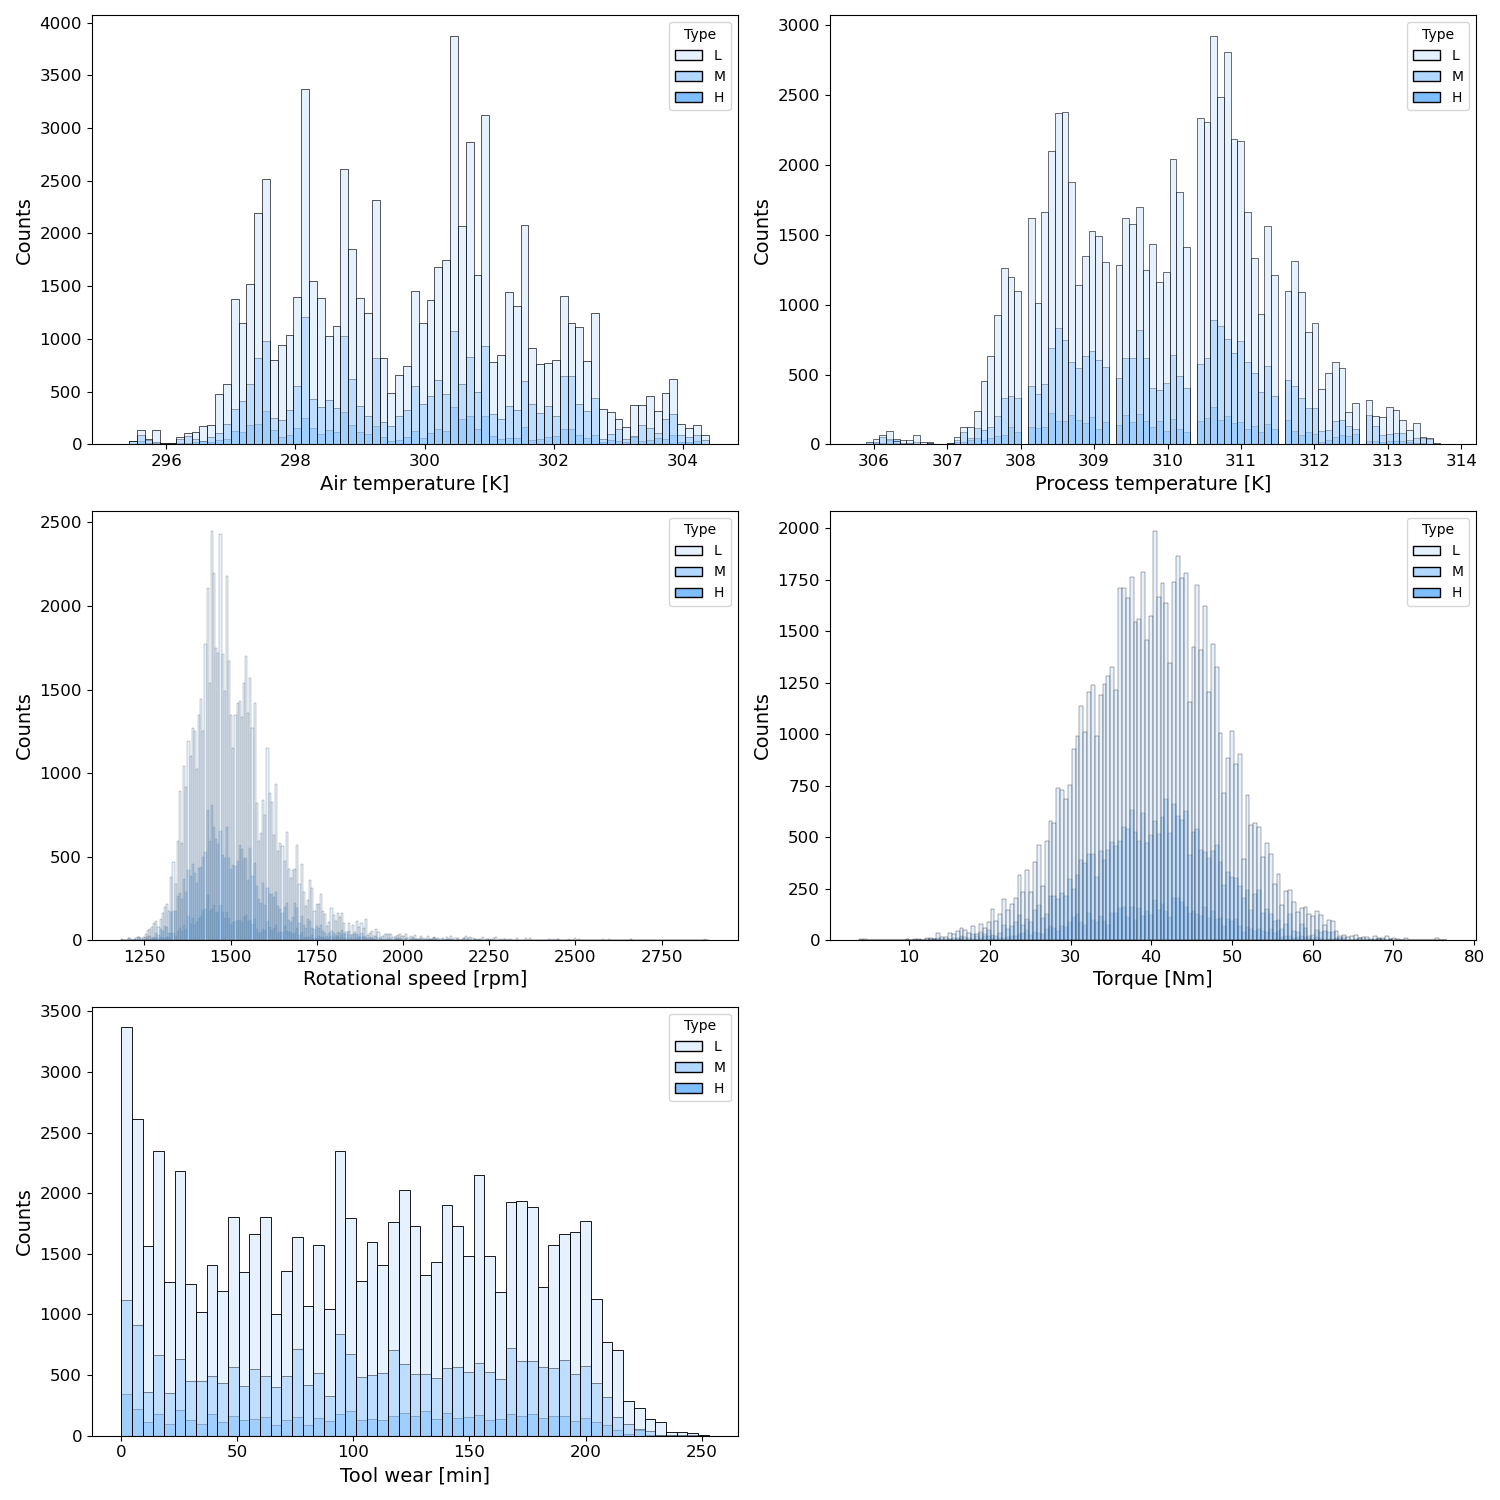 4000
3500
3000
2500
2000
1500
1000
500
0
Counts
296
298
300
302
304
Air temperature [K]
Type
L
M
H
3000
2500
2000
1500
1000
500
0
Counts
306
307
308
309
310
311
312
313
314
Process temperature [K]
Type
L
M
H
2500
2000
1500
1000
500
0
Counts
1250
1500
1750
2000
2250
2500
2750
Rotational speed [rpm]
Type
L
M
H
2000
1750
1500
1250
1000
750
500
250
0
Counts
10
20
30
40
50
60
70
80
Torque [Nm]
Type
L
M
H
3500
3000
2500
2000
1500
1000
500
0
Counts
0
50
100
150
200
250
Tool wear [min]
Type
L
M
H